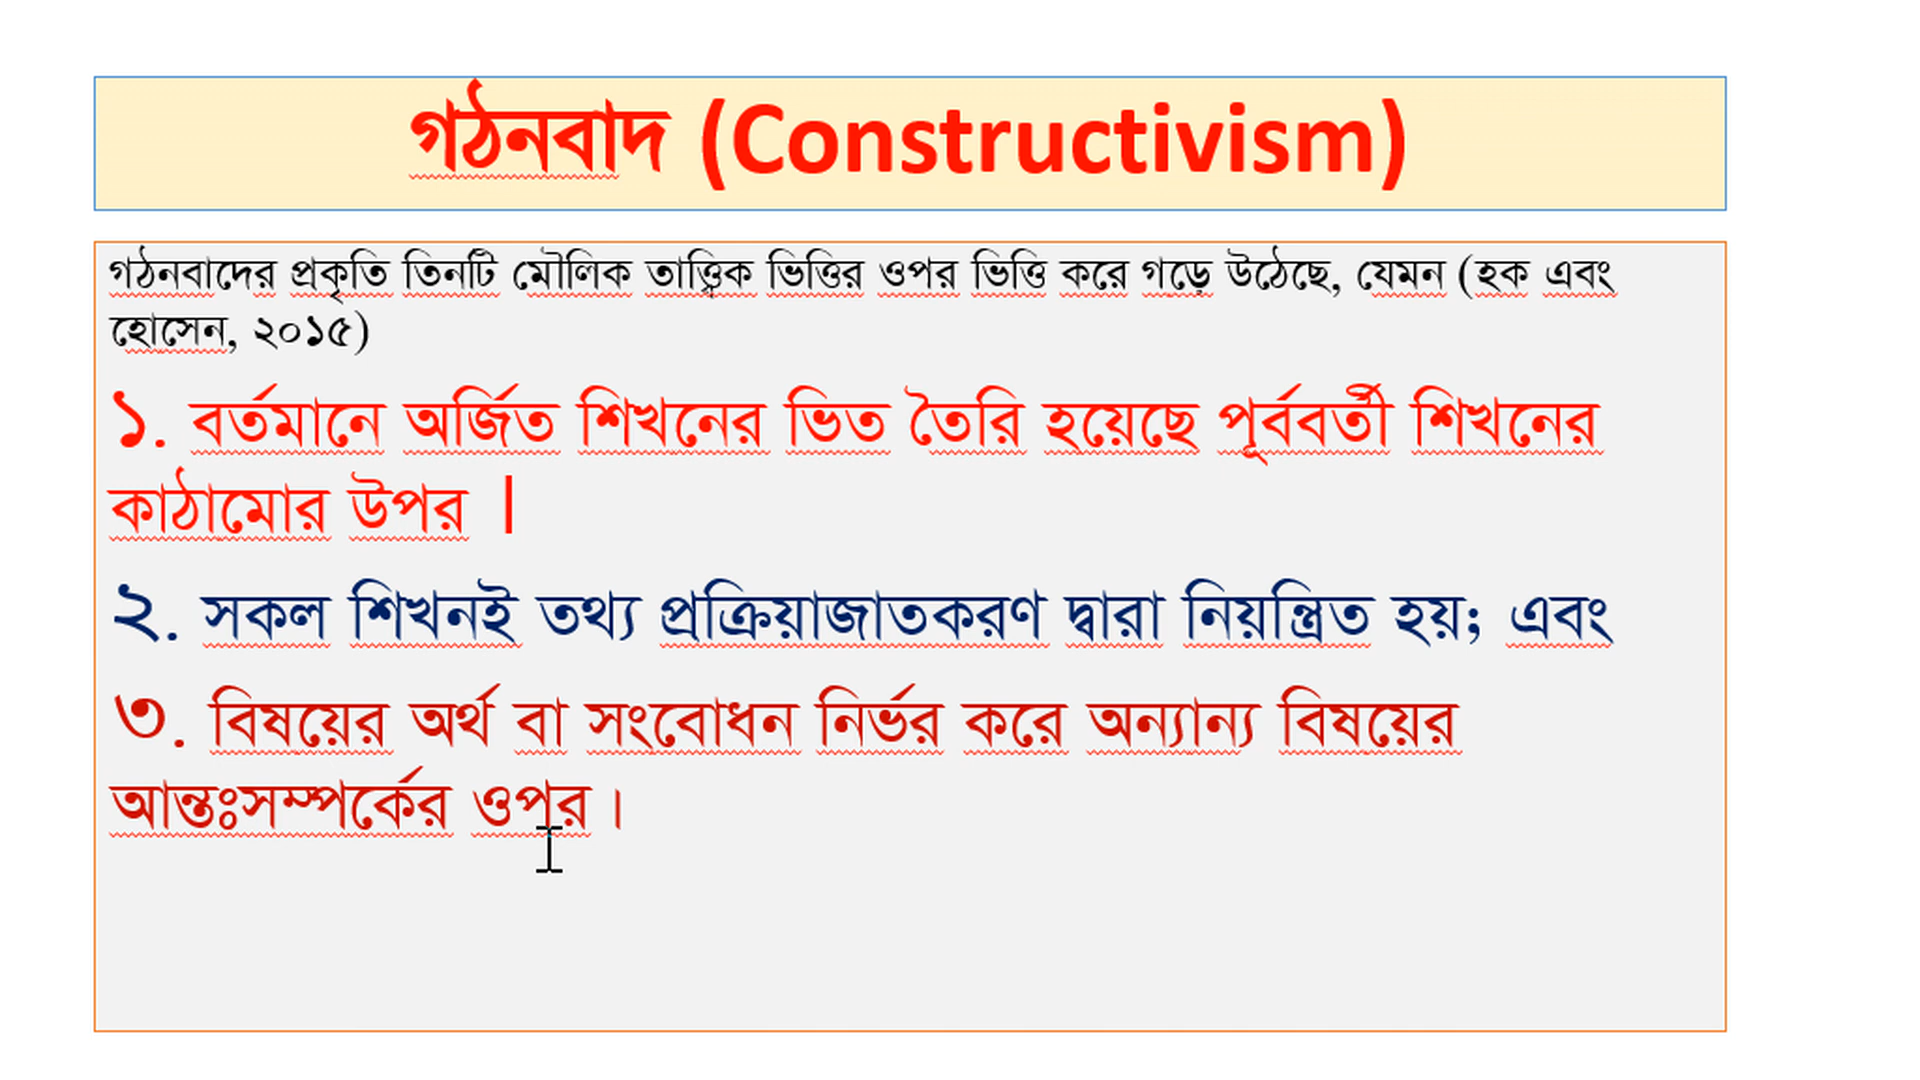 গঠনবাদ (Constructivism)
গঠনবাদের প্রকৃতি তিনটি মৌলিক তাত্ত্বিক ভিত্তির ওপর ভিত্তি করে গড়ে উঠেছে, যেমন (হক এবং
হোসেন, ২০১৫)
১. বর্তমানে অর্জিত শিখনের ভিত তৈরি হয়েছে পূর্ববর্তী শিখনের
কাঠামোর উপর |
২. সকল শিখনই তথ্য প্রক্রিয়াজাতকরণ দ্বারা নিয়ন্ত্রিত হয়; এবং
৩. বিষয়ের অর্থ বা সংবোধন নির্ভর করে অন্যান্য বিষয়ের
আন্তঃসম্পর্কের ওপর।